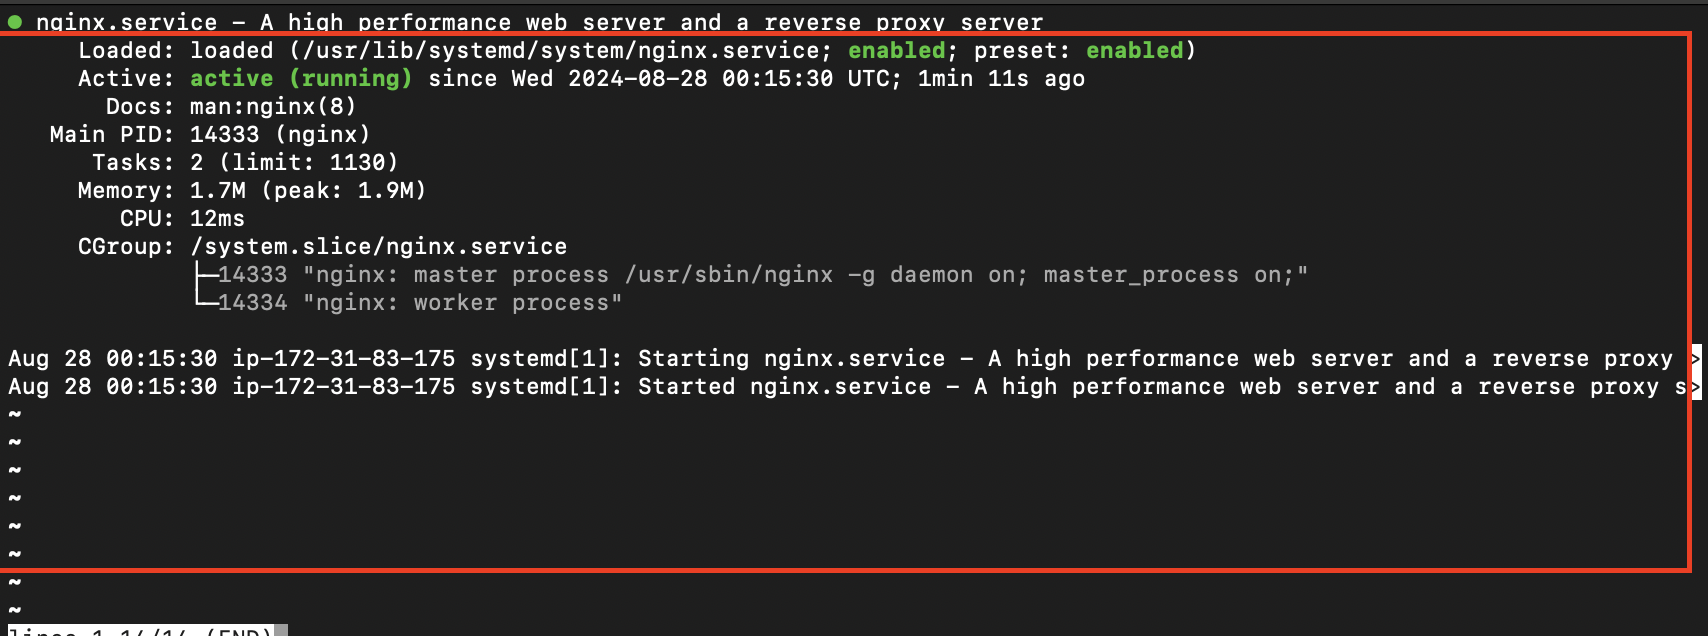 ● nginx.service – A high performance web server and a reverse proxy server
Loaded: loaded (/usr/lib/systemd/system/nginx.service; enabled; preset: enabled)
Active: active (running) since Wed 2024-08-28 00:15:30 UTC; 1min 11s ago
Docs: man:nginx(8)
Main PID: 14333 (nginx)
Tasks: 2 (limit: 1130)
Memory: 1.7M (peak: 1.9M)
CPU: 12ms
CGroup: /system.slice/nginx.service
├─14333 "nginx: master process /usr/sbin/nginx -g daemon on; master_process on;"
└─14334 "nginx: worker process"
Aug 28 00:15:30 ip-172-31-83-175 systemd[1]: Starting nginx.service – A high performance web server and a reverse proxy >
Aug 28 00:15:30 ip-172-31-83-175 systemd[1]: Started nginx.service – A high performance web server and a reverse proxy s>
~
~
~
~
~
~
~
~
lines 1-14/14 (END)